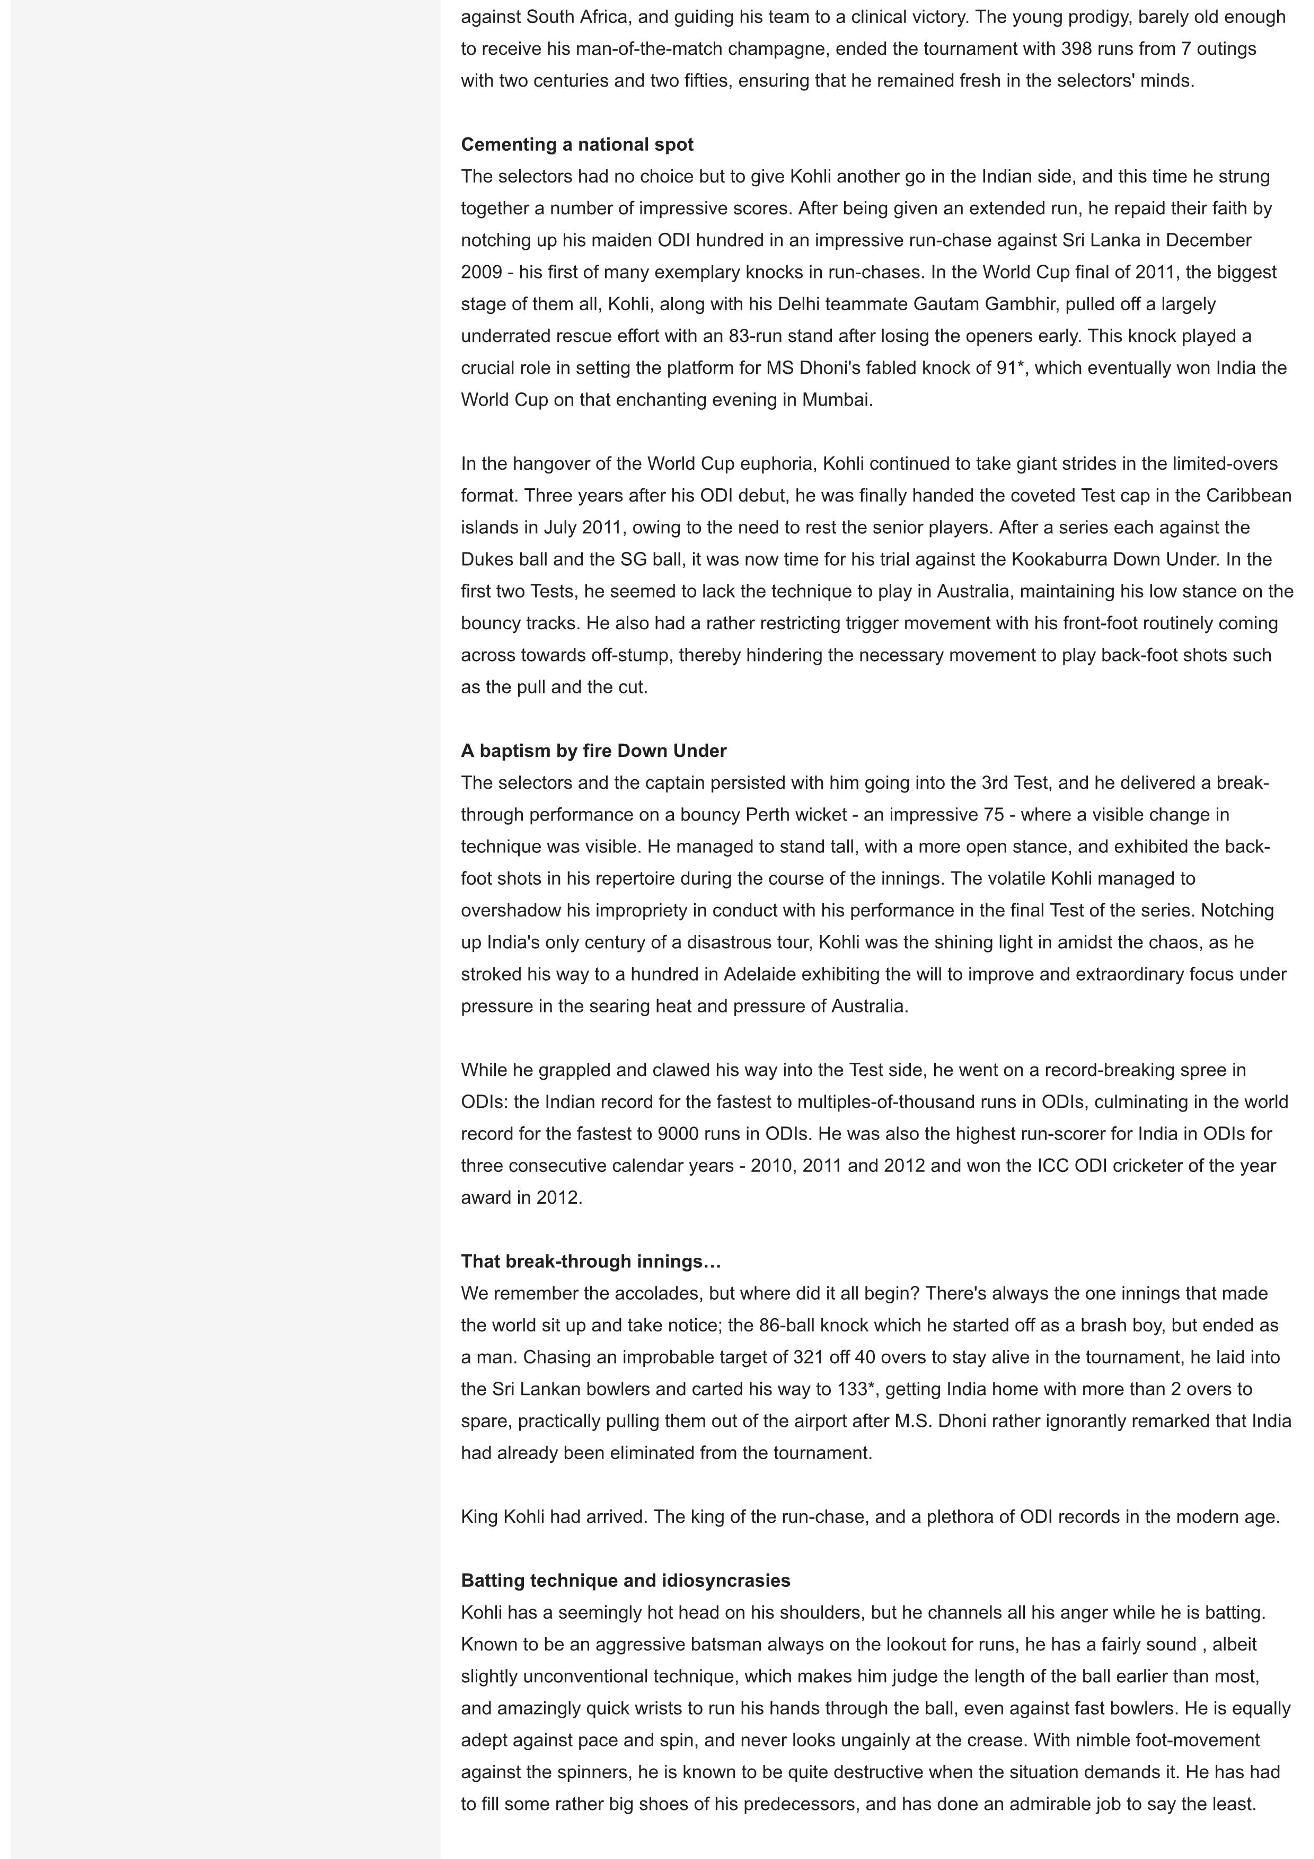 against South Africa, and guiding his team to a clinical victory. The young prodigy, barely old enough
to receive his man-of-the-match champagne, ended the tournament with 398 runs from 7 outings
with two centuries and two fifties, ensuring that he remained fresh in the selectors' minds.
Cementing a national spot
The selectors had no choice but to give Kohli another go in the Indian side, and this time he strung
together a number of impressive scores. After being given an extended run, he repaid their faith by
notching up his maiden ODI hundred in an impressive run-chase against Sri Lanka in December
2009 - his first of many exemplary knocks in run-chases. In the World Cup final of 2011, the biggest
stage of them all, Kohli, along with his Delhi teammate Gautam Gambhir, pulled off a largely
underrated rescue effort with an 83-run stand after losing the openers early. This knock played a
crucial role in setting the platform for MS Dhoni's fabled knock of 91*, which eventually won India the
World Cup on that enchanting evening in Mumbai.
In the hangover of the World Cup euphoria, Kohli continued to take giant strides in the limited-overs
format. Three years after his ODI debut, he was finally handed the coveted Test cap in the Caribbean
islands in July 2011, owing to the need to rest the senior players. After a series each against the
Dukes ball and the SG ball, it was now time for his trial against the Kookaburra Down Under. In the
first two Tests, he seemed to lack the technique to play in Australia, maintaining his low stance on the
bouncy tracks. He also had a rather restricting trigger movement with his front-foot routinely coming
across towards off-stump, thereby hindering the necessary movement to play back-foot shots such
as the pull and the cut.
A baptism by fire Down Under
The selectors and the captain persisted with him going into the 3rd Test, and he delivered a break-
through performance on a bouncy Perth wicket - an impressive 75 - where a visible change in
technique was visible. He managed to stand tall, with a more open stance, and exhibited the back-
foot shots in his repertoire during the course of the innings. The volatile Kohli managed to
overshadow his impropriety in conduct with his performance in the final Test of the series. Notching
up India's only century of a disastrous tour, Kohli was the shining light in amidst the chaos, as he
stroked his way to a hundred in Adelaide exhibiting the will to improve and extraordinary focus under
pressure in the searing heat and pressure of Australia.
While he grappled and clawed his way into the Test side, he went on a record-breaking spree in
ODIs: the Indian record for the fastest to multiples-of-thousand runs in ODIs, culminating in the world
record for the fastest to 9000 runs in ODIs. He was also the highest run-scorer for India in ODIs for
three consecutive calendar years - 2010, 2011 and 2012 and won the ICC ODI cricketer of the year
award in 2012.
That break-through innings…
We remember the accolades, but where did it all begin? There's always the one innings that made
the world sit up and take notice; the 86-ball knock which he started off as a brash boy, but ended as
a man. Chasing an improbable target of 321 off 40 overs to stay alive in the tournament, he laid into
the Sri Lankan bowlers and carted his way to 133*, getting India home with more than 2 overs to
spare, practically pulling them out of the airport after M.S. Dhoni rather ignorantly remarked that India
had already been eliminated from the tournament.
King Kohli had arrived. The king of the run-chase, and a plethora of ODI records in the modern age.
Batting technique and idiosyncrasies
Kohli has a seemingly hot head on his shoulders, but he channels all his anger while he is batting.
Known to be an aggressive batsman always on the lookout for runs, he has a fairly sound , albeit
slightly unconventional technique, which makes him judge the length of the ball earlier than most,
and amazingly quick wrists to run his hands through the ball, even against fast bowlers. He is equally
adept against pace and spin, and never looks ungainly at the crease. With nimble foot-movement
against the spinners, he is known to be quite destructive when the situation demands it. He has had
to fill some rather big shoes of his predecessors, and has done an admirable job to say the least.